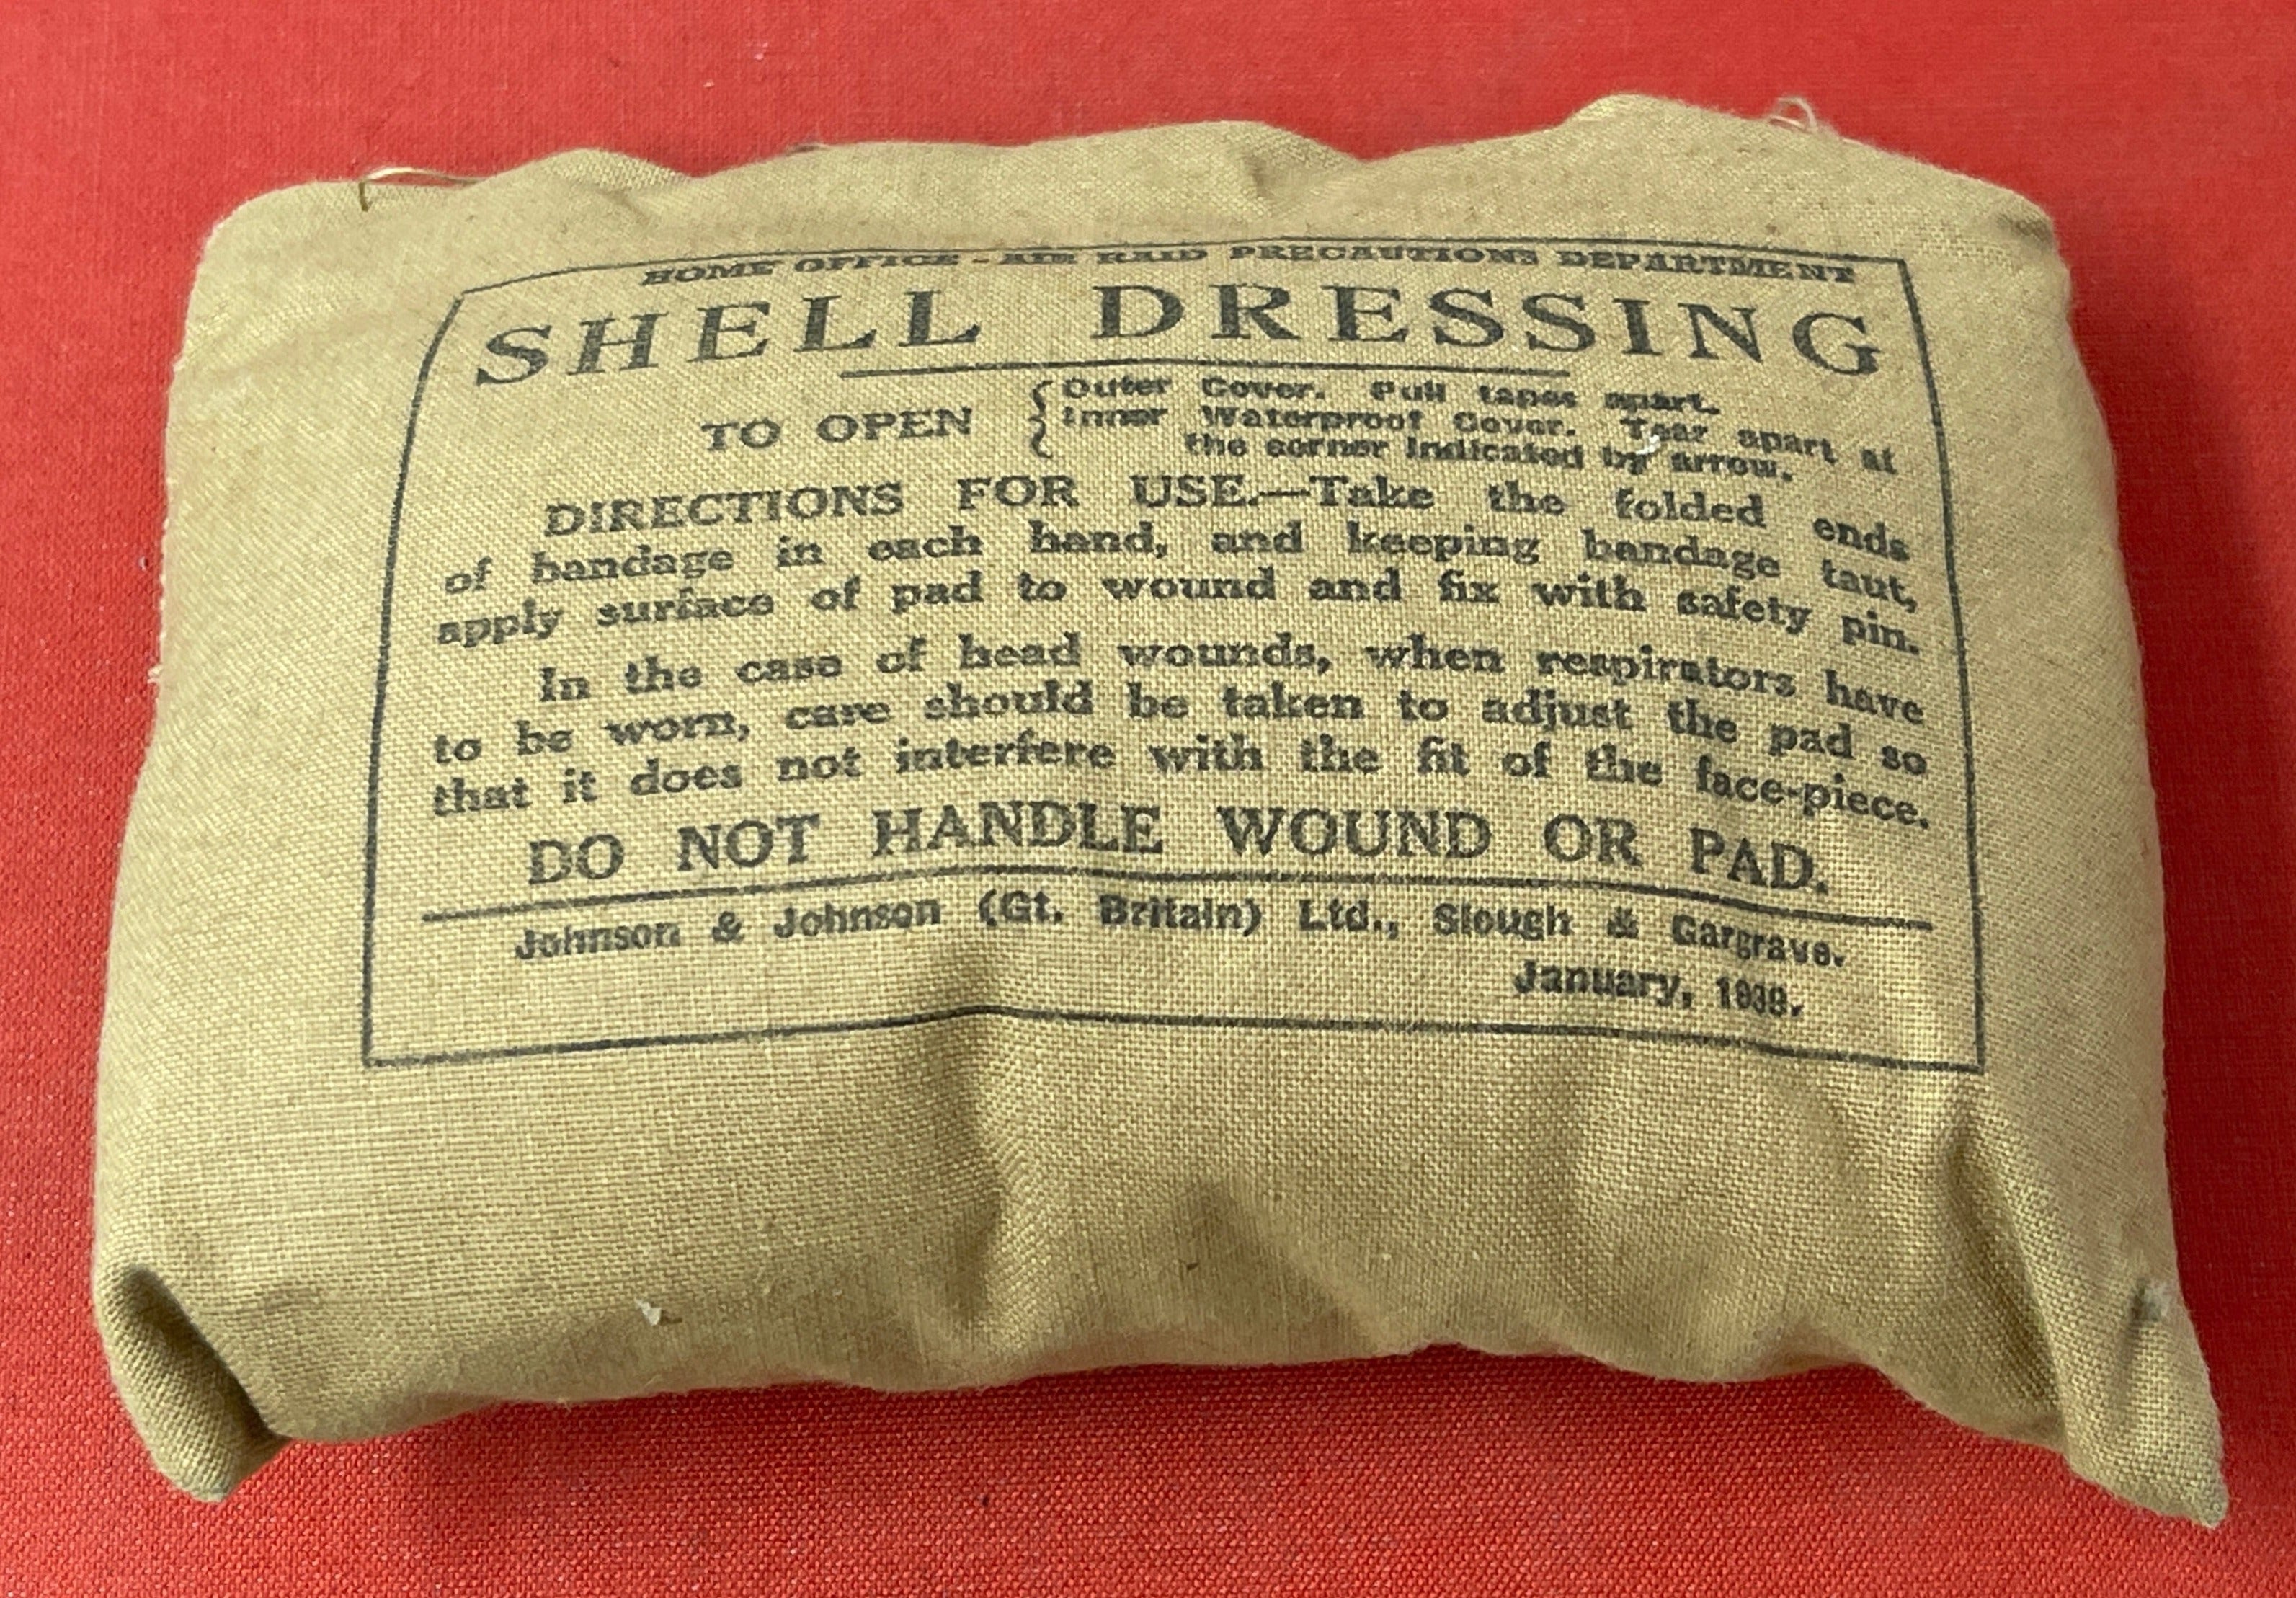 HOME OFFICE - AIR RAID PRECAUTIONS DEPARTMENT
SHELL DRESSING
TO OPEN { Outer Cover. Pull tapes apart.
Inner Waterproof Cover. Tear apart at
the corner indicated by arrow.
DIRECTIONS FOR USE.—Take the folded ends
of bandage in each hand, and keeping bandage taut,
apply surface of pad to wound and fix with safety pin.
In the case of head wounds, when respirators have
to be worn, care should be taken to adjust the pad so
that it does not interfere with the fit of the face-piece.
DO NOT HANDLE WOUND OR PAD.
Johnson & Johnson (Gt. Britain) Ltd., Slough & Gargrave.
January, 1939.